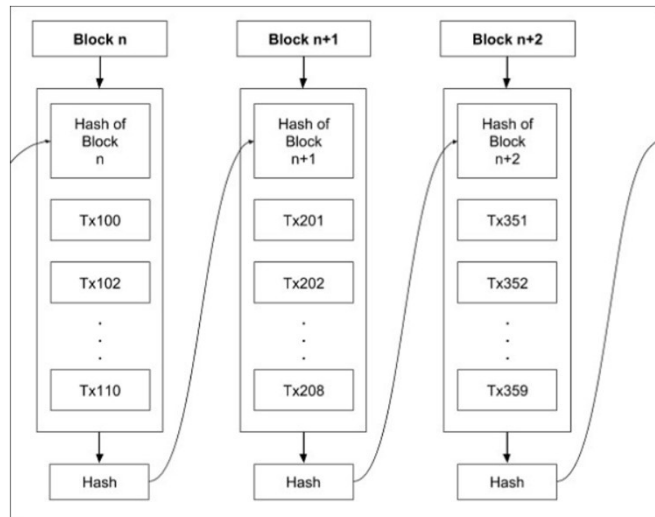 Block n
Block n+1
Block n+2
Hash of
Block
n
Hash of
Block
n+1
Hash of
Block
n+2
Tx100
Tx201
Tx351
Tx102
Tx202
Tx352
Tx110
Tx208
Tx359
Hash
Hash
Hash